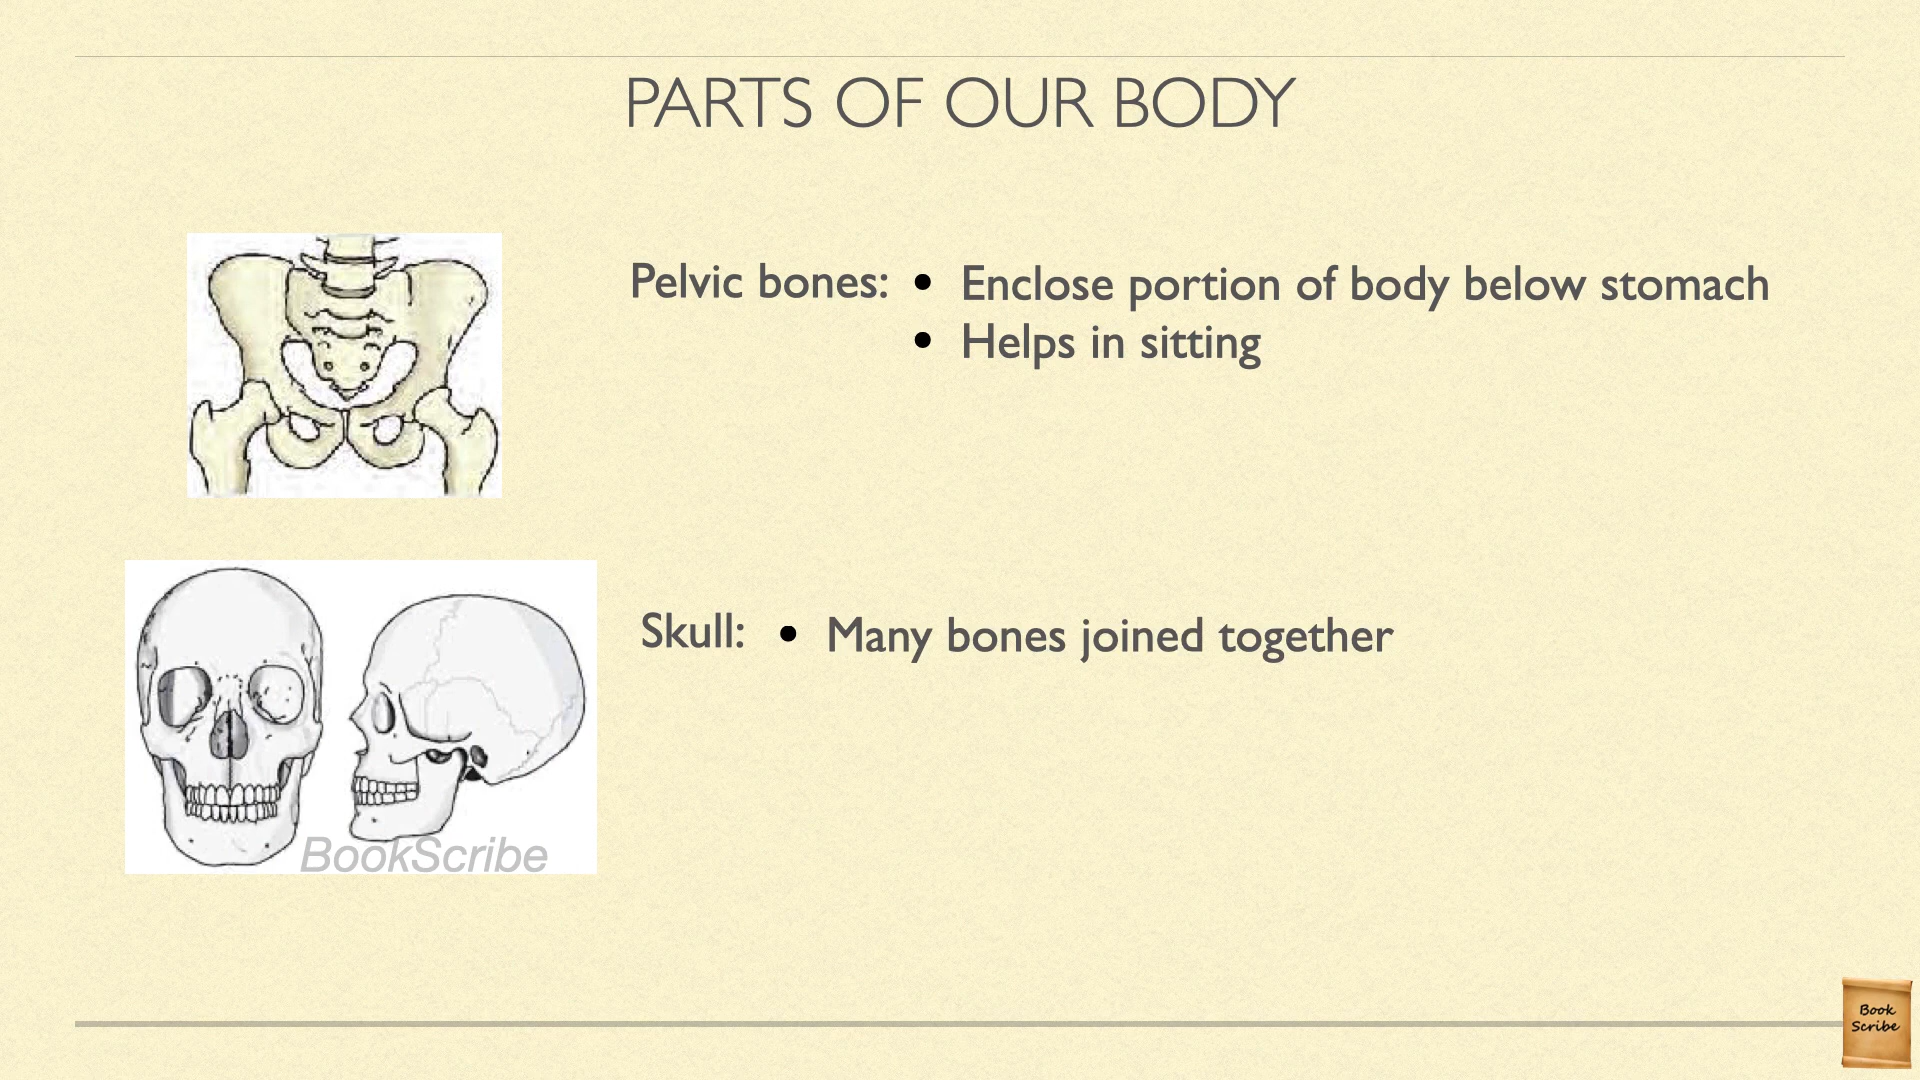 PARTS OF OUR BODY
Pelvic bones: • Enclose portion of body below stomach
• Helps in sitting
Skull: • Many bones joined together
BookScribe
Book
Scribe